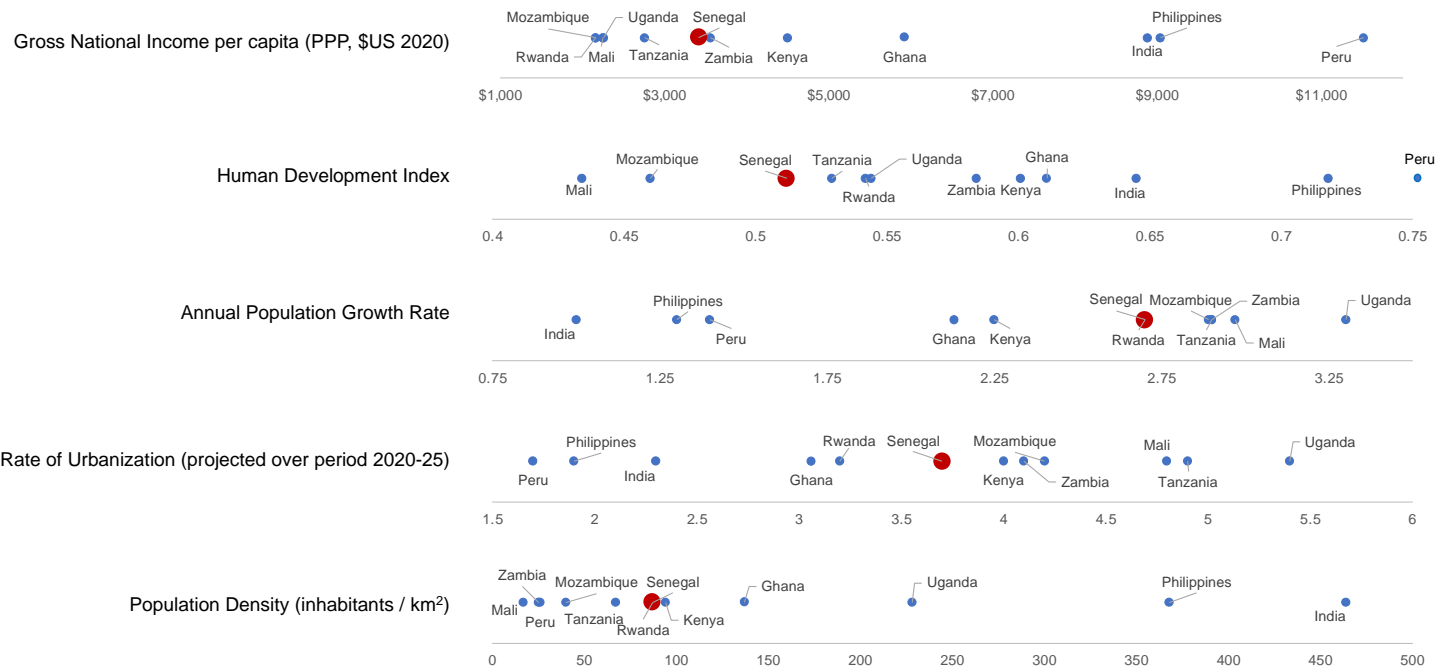 Gross National Income per capita (PPP, $US 2020)
Mozambique Uganda Senegal Philippines
Rwanda Mali Tanzania Zambia Kenya Ghana India Peru
$1,000 $3,000 $5,000 $7,000 $9,000 $11,000
Human Development Index
Mozambique Senegal Tanzania Uganda Ghana Peru
Mali Rwanda Zambia Kenya India Philippines
0.4 0.45 0.5 0.55 0.6 0.65 0.7 0.75
Annual Population Growth Rate
Philippines Senegal Mozambique Zambia Uganda
India Peru Ghana Kenya Rwanda Tanzania Mali
0.75 1.25 1.75 2.25 2.75 3.25
Rate of Urbanization (projected over period 2020-25)
Philippines Rwanda Senegal Mozambique Mali Uganda
Peru India Ghana Kenya Zambia Tanzania
1.5 2 2.5 3 3.5 4 4.5 5 5.5 6
Population Density (inhabitants / km²)
Zambia Mozambique Senegal Ghana Uganda Philippines
Mali Peru Tanzania Rwanda Kenya India
0 50 100 150 200 250 300 350 400 450 500